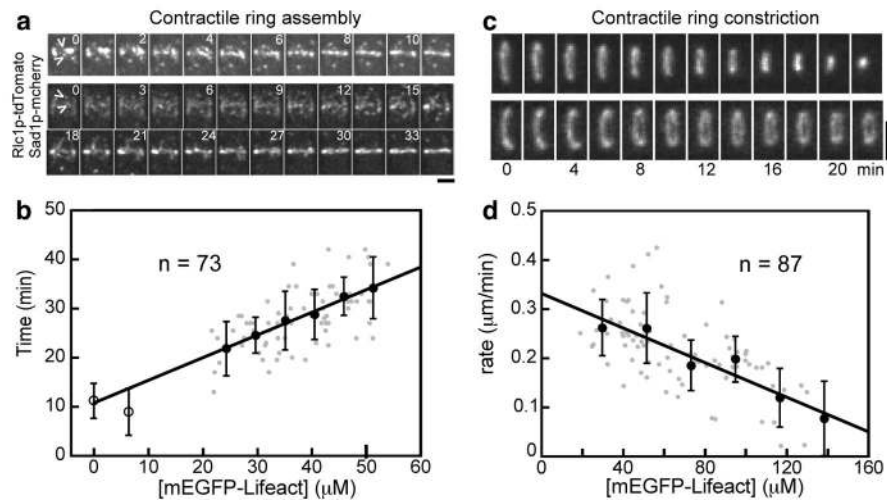 a Contractile ring assembly
Rlc1p-tdTomato
Sad1p-mcherry
0 2 4 6 8 10
0 3 6 9 12 15
18 21 24 27 30 33
c Contractile ring constriction
0 4 8 12 16 20 min
b
n = 73
Time (min)
50
40
30
20
10
0
0 10 20 30 40 50 60
[mEGFP-Lifeact] (μM)
d
n = 87
rate (μm/min)
0.5
0.4
0.3
0.2
0.1
0
0 40 60 80 100 120 140 160
[mEGFP-Lifeact] (μM)